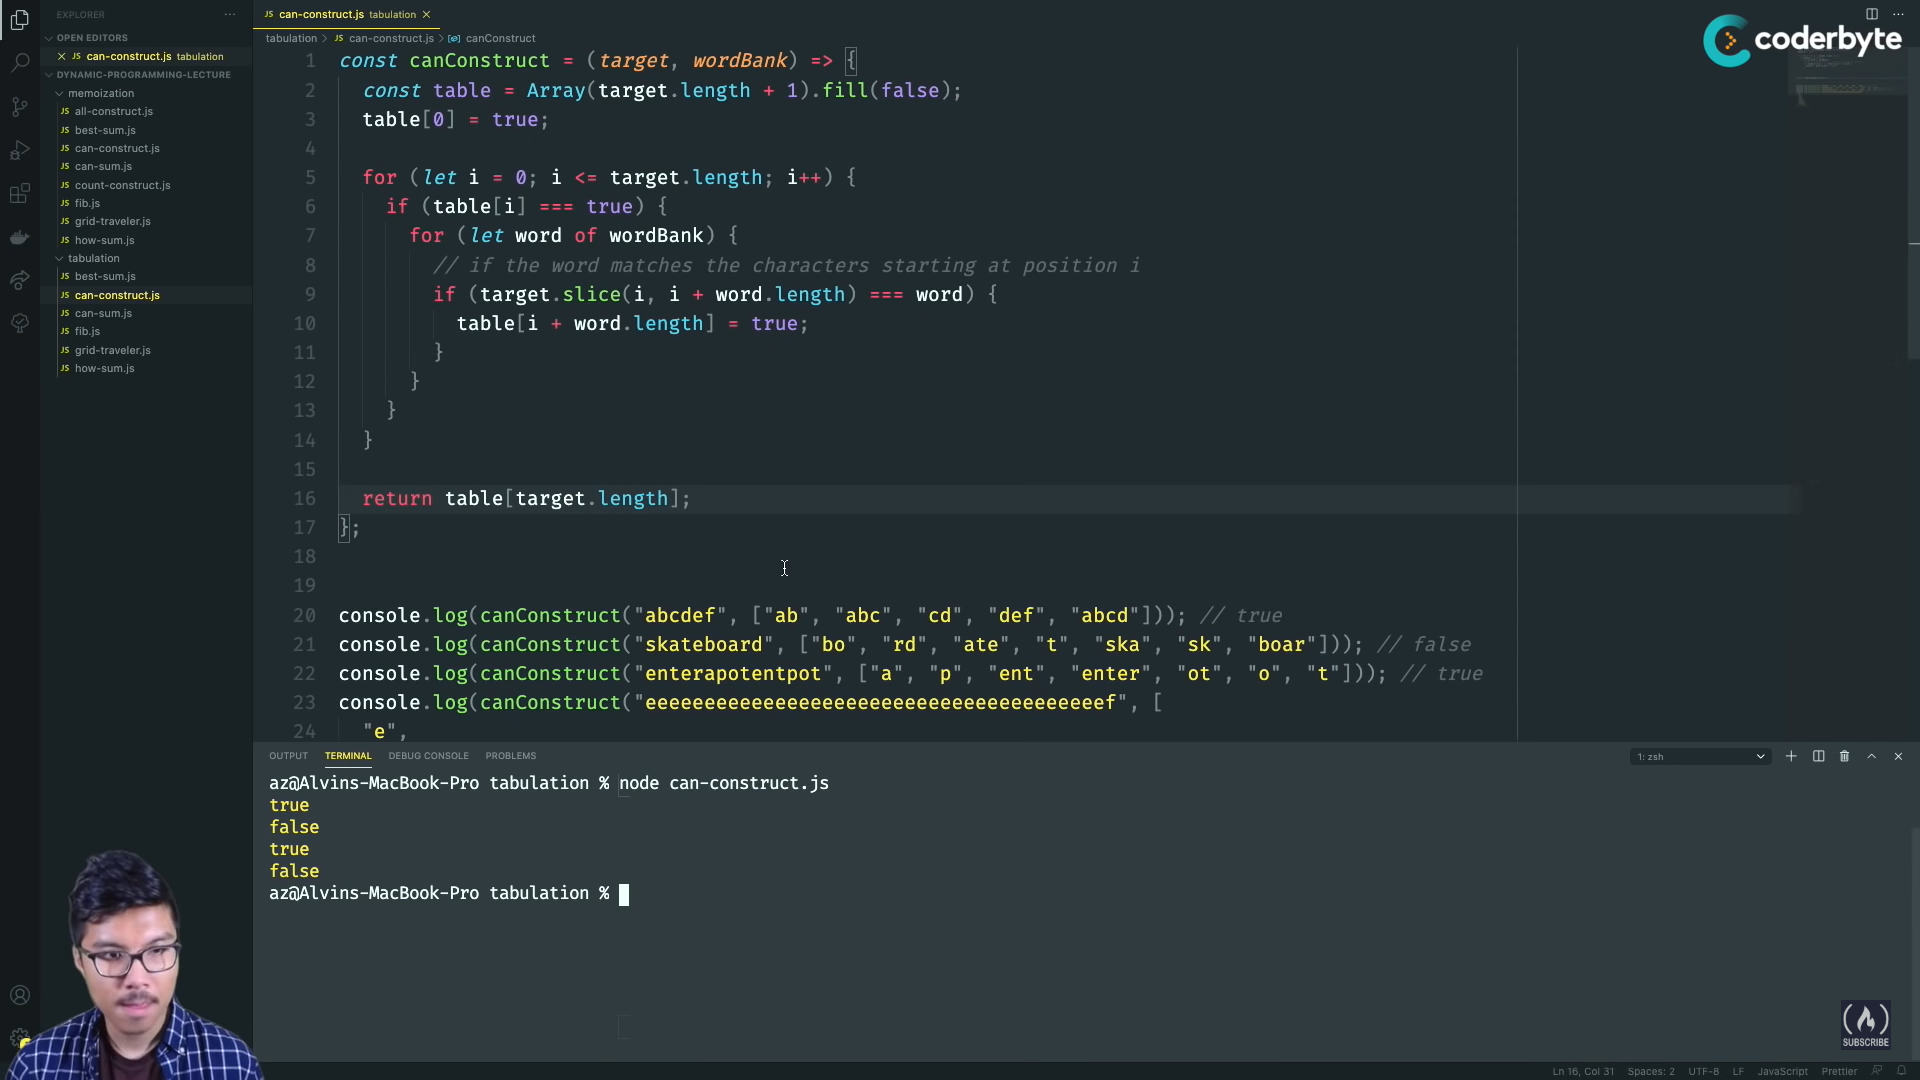 EXPLORER
OPEN EDITORS
JS can-construct.js tabulation
DYNAMIC-PROGRAMMING-LECTURE
memoization
JS all-construct.js
JS best-sum.js
JS can-construct.js
JS can-sum.js
JS count-construct.js
JS fib.js
JS grid-traveler.js
JS how-sum.js
tabulation
JS best-sum.js
JS can-construct.js
JS can-sum.js
JS fib.js
JS grid-traveler.js
JS how-sum.js
JS can-construct.js tabulation
tabulation > JS can-construct.js > canConstruct
coderbyte
1 const canConstruct = (target, wordBank) => {
2 const table = Array(target.length + 1).fill(false);
3 table[0] = true;
4
5 for (let i = 0; i <= target.length; i++) {
6 if (table[i] === true) {
7 for (let word of wordBank) {
8 // if the word matches the characters starting at position i
9 if (target.slice(i, i + word.length) === word) {
10 table[i + word.length] = true;
11 }
12 }
13 }
14 }
15
16 return table[target.length];
17 };
18
19
20 console.log(canConstruct("abcdef", ["ab", "abc", "cd", "def", "abcd"])); // true
21 console.log(canConstruct("skateboard", ["bo", "rd", "ate", "t", "ska", "sk", "boar"])); // false
22 console.log(canConstruct("enterapotentpot", ["a", "p", "ent", "enter", "ot", "o", "t"])); // true
23 console.log(canConstruct("eeeeeeeeeeeeeeeeeeeeeeeeeeeeeeeeeeeeeeef", [
24 "e",
OUTPUT TERMINAL DEBUG CONSOLE PROBLEMS
1: zsh
az@Alvins-MacBook-Pro tabulation % node can-construct.js
true
false
true
false
az@Alvins-MacBook-Pro tabulation %
SUBSCRIBE
Ln 16, Col 31 Spaces: 2 UTF-8 LF JavaScript Prettier